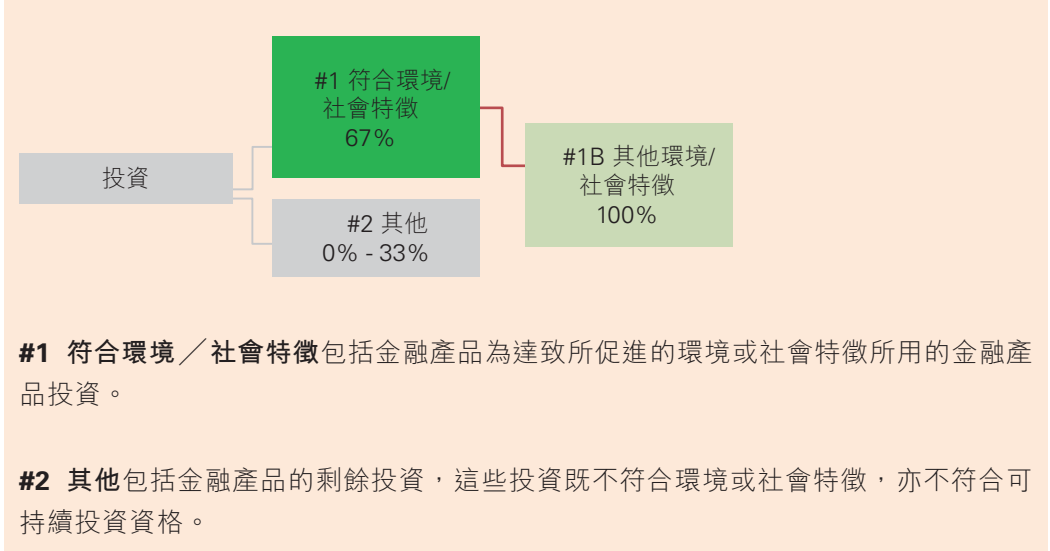 #1 符合環境/
社會特徵
67%
#1B 其他環境/
社會特徵
100%
投資
#2 其他
0% - 33%
#1 符合環境／社會特徵包括金融產品為達致所促進的環境或社會特徵所用的金融產
品投資。
#2 其他包括金融產品的剩餘投資，這些投資既不符合環境或社會特徵，亦不符合可
持續投資資格。